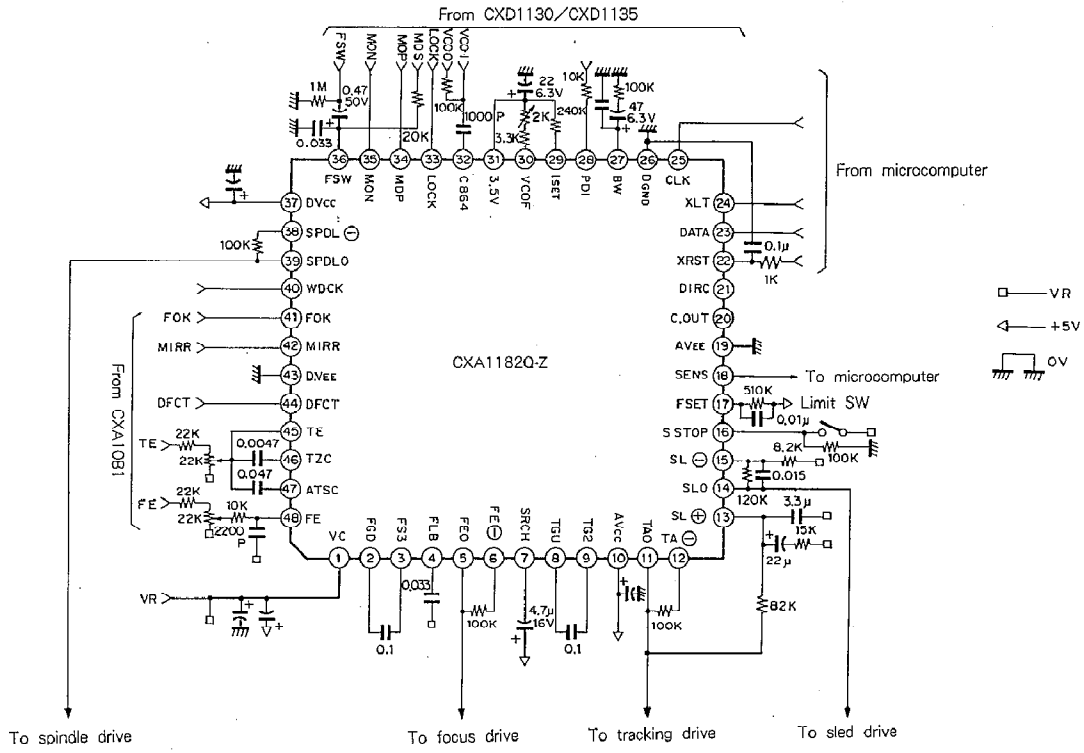 From CXD1130/CXD1135
FSW
MON
MDP
MDS
LOCK
VCOO
VCOI
1M
0.47
50V
0.033
20K
100K
1000P
22
6.3V
2K
3.3K
240K
10K
100K
47
6.3V
36
35
34
33
32
31
30
29
28
27
26
25
FSW
MON
MDP
LOCK
C864
3.5V
VCOF
ISET
PDI
BW
DGND
CLK
From microcomputer
37 DVcc
38 SPDL ⊖
100K
39 SPDLO
40 WDCK
FOK 41 FOK
MIRR 42 MIRR
43 D.VEE
DFCT 44 DFCT
From CXA10B1
TE 22K
22K
45 TE
0.0047
46 TZC
0.047
47 ATSC
FE 22K
22K
10K
48 FE
2200
P
CXA1182Q-Z
XLT 24
DATA 23
0.1µ
XRST 22
1K
DIRC 21
C.OUT 20
AVEE 19
SENS 18
To microcomputer
FSET 17
510K
0.01µ
Limit SW
S STOP 16
100K
SL ⊖ 15
8.2K
0.015
SLO 14
120K
SL ⊕ 13
3.3µ
15K
22µ
82K
VR
+5V
0V
VC
FGD
FS3
FLB
FEO
FE⊖
SRCH
TGU
TG2
AVcc
TAO
TA ⊖
1
2
3
4
5
6
7
8
9
10
11
12
VR
0.1
0.033
100K
4.7µ
16V
0.1
100K
To spindle drive
To focus drive
To tracking drive
To sled drive